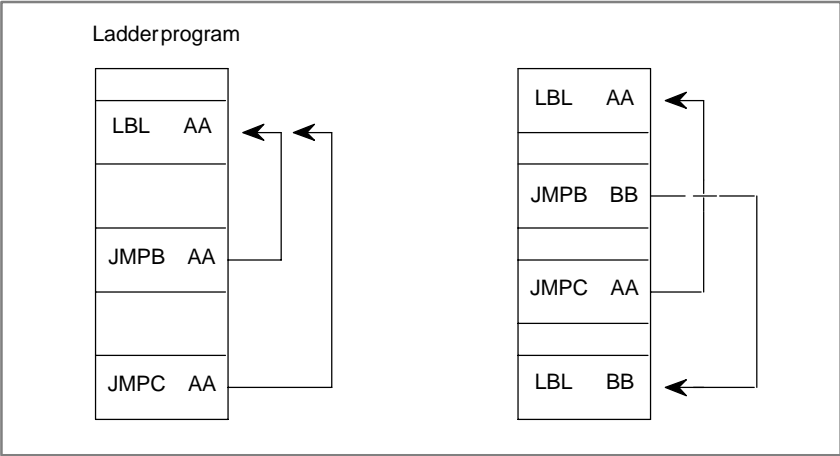 Ladder program
LBL AA
JMPB AA
JMPC AA
LBL AA
JMPB BB
JMPC AA
LBL BB